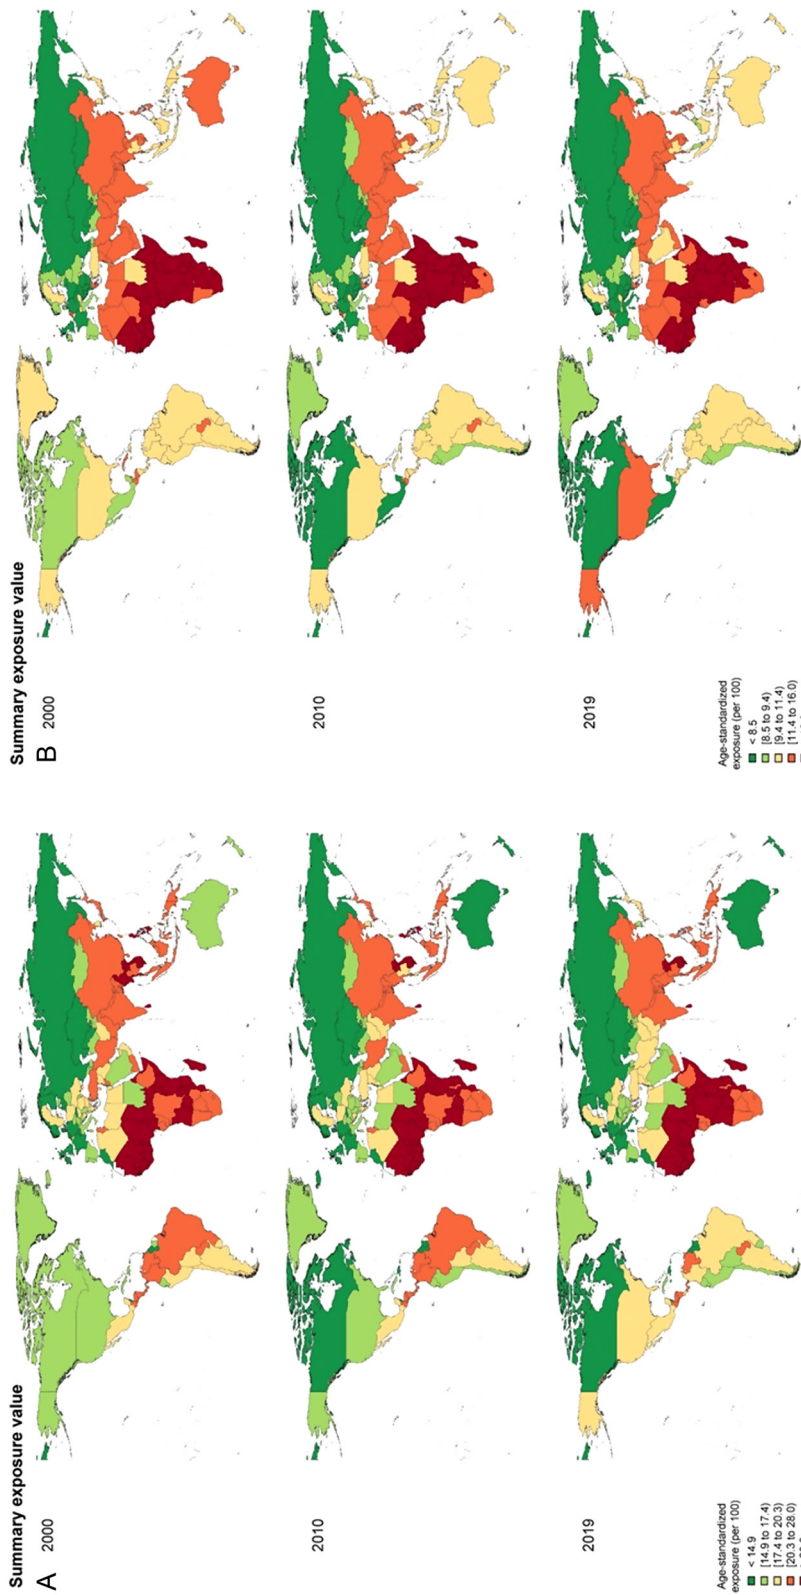 Summary exposure value
A
2000
2010
2019
Age-standardized
exposure (per 100)
< 14.9
[14.9 to 17.4)
[17.4 to 20.3)
[20.3 to 28.0)
Summary exposure value
B
2000
2010
2019
Age-standardized
exposure (per 100)
< 8.5
[8.5 to 9.4)
[9.4 to 11.4)
[11.4 to 16.0)